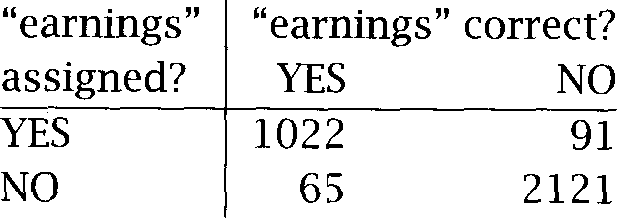 “earnings” “earnings” correct?
assigned? YES NO
YES 1022 91
NO 65 2121